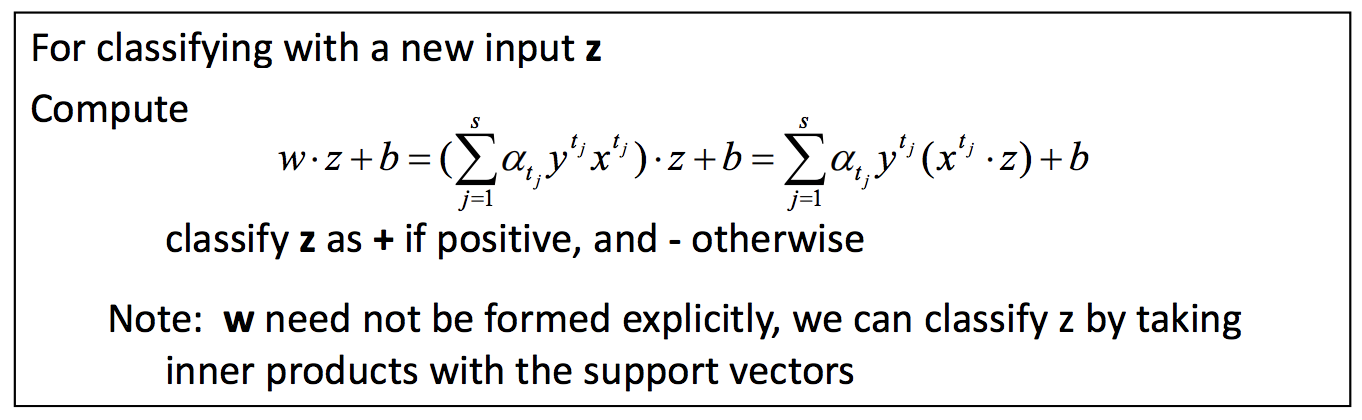 For classifying with a new input z
Compute
w · z + b = (∑_{j=1}^{s} α_{t_j} y^{t_j} x^{t_j}) · z + b = ∑_{j=1}^{s} α_{t_j} y^{t_j} (x^{t_j} · z) + b
classify z as + if positive, and - otherwise
Note: w need not be formed explicitly, we can classify z by taking
inner products with the support vectors